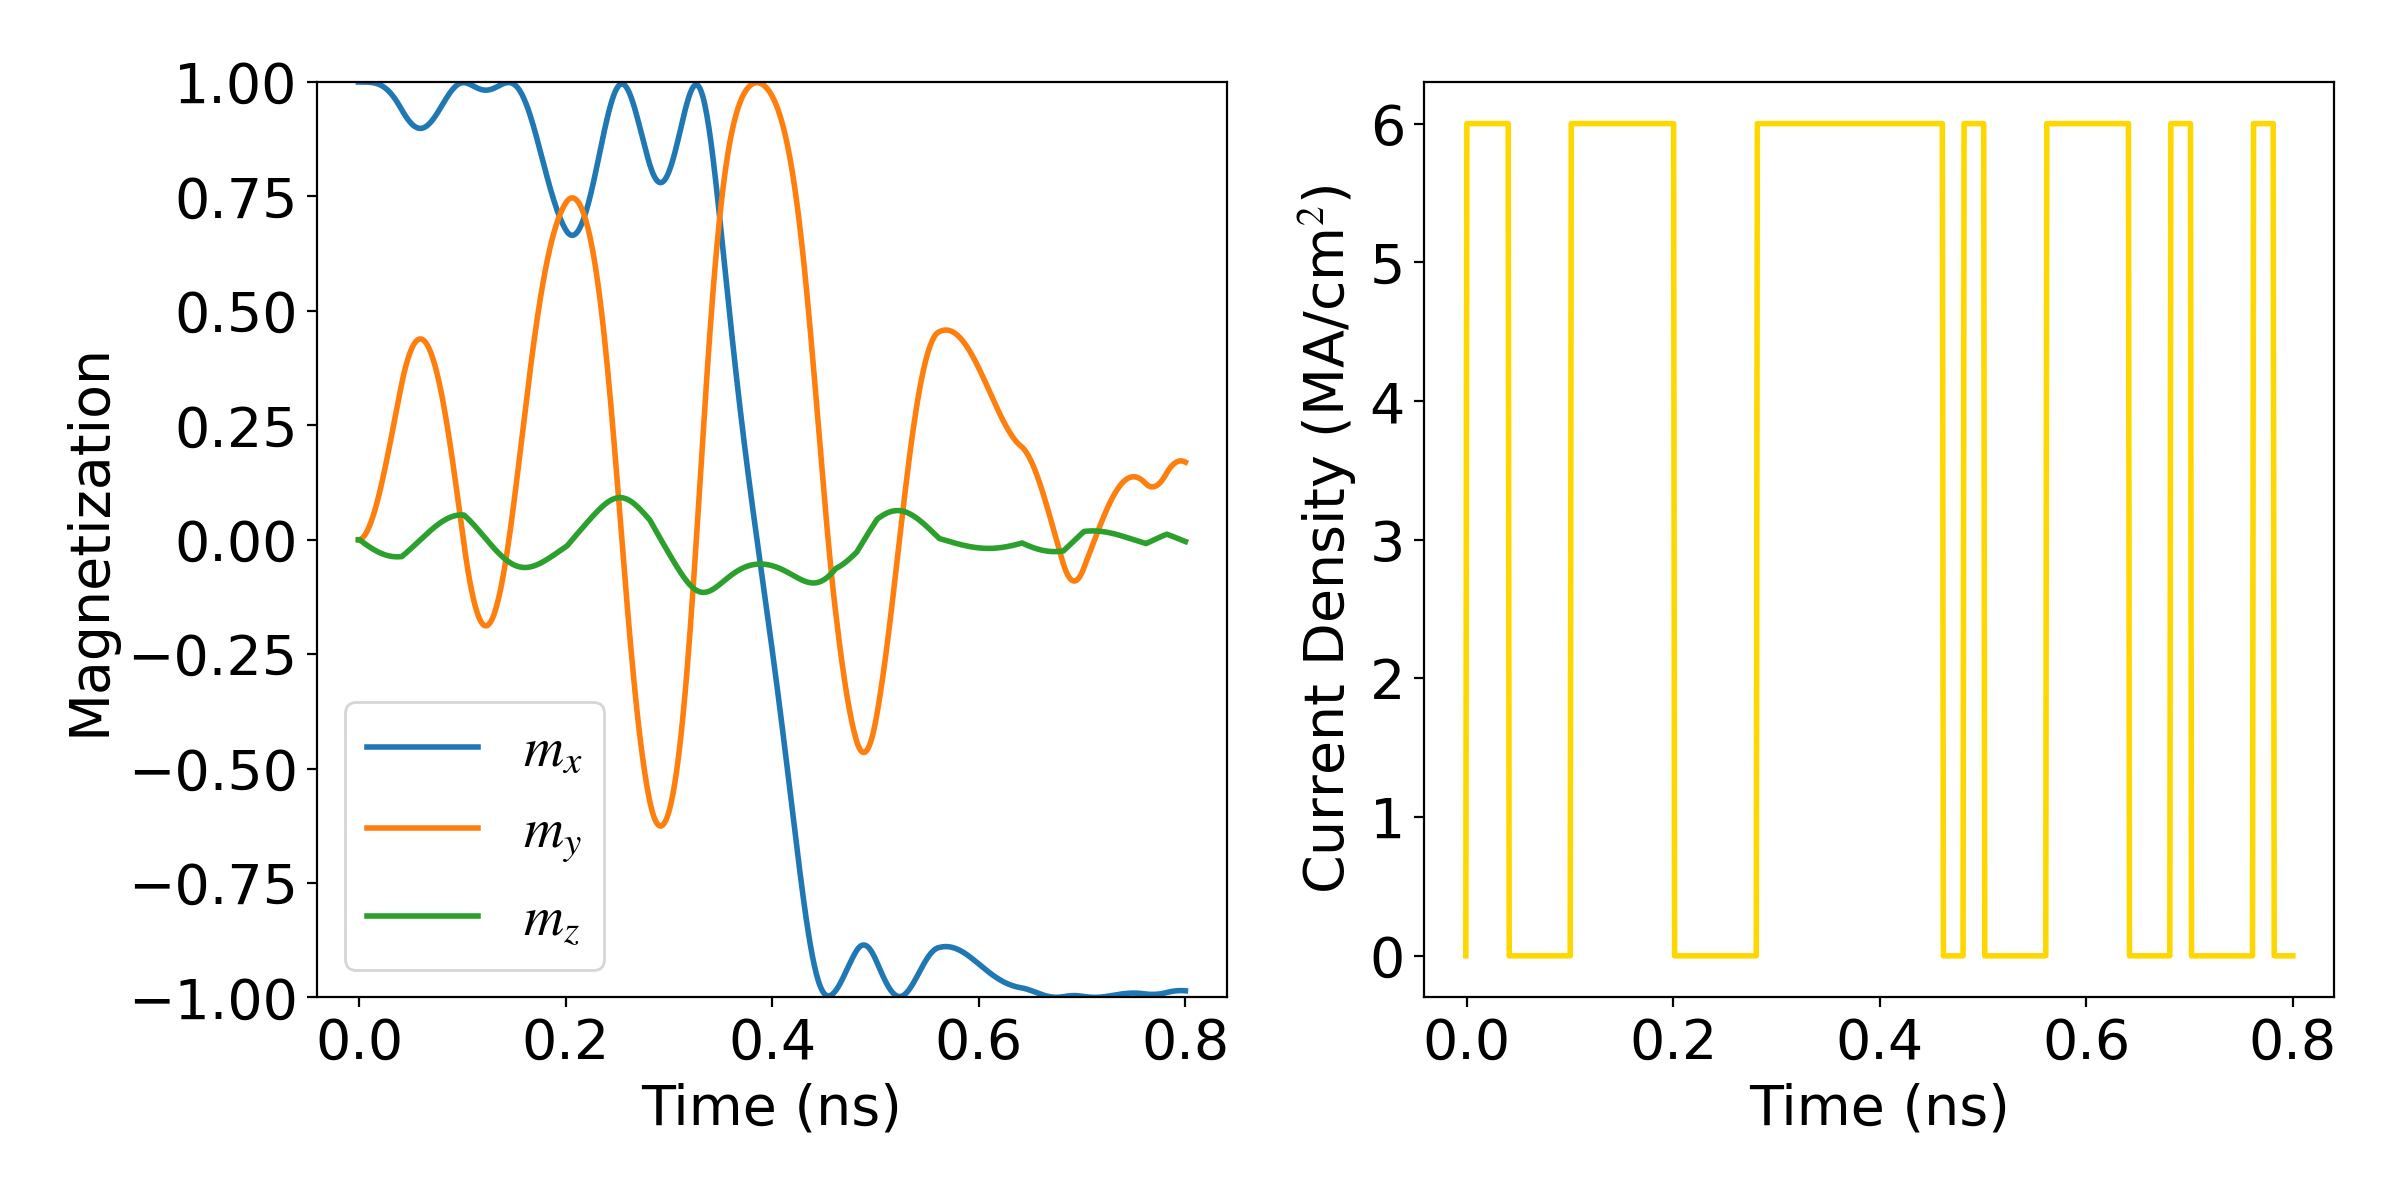 Magnetization
1.00
0.75
0.50
0.25
0.00
−0.25
−0.50
−0.75
−1.00
m_x
m_y
m_z
0.0 0.2 0.4 0.6 0.8
Time (ns)
Current Density (MA/cm²)
6
5
4
3
2
1
0
0.0 0.2 0.4 0.6 0.8
Time (ns)